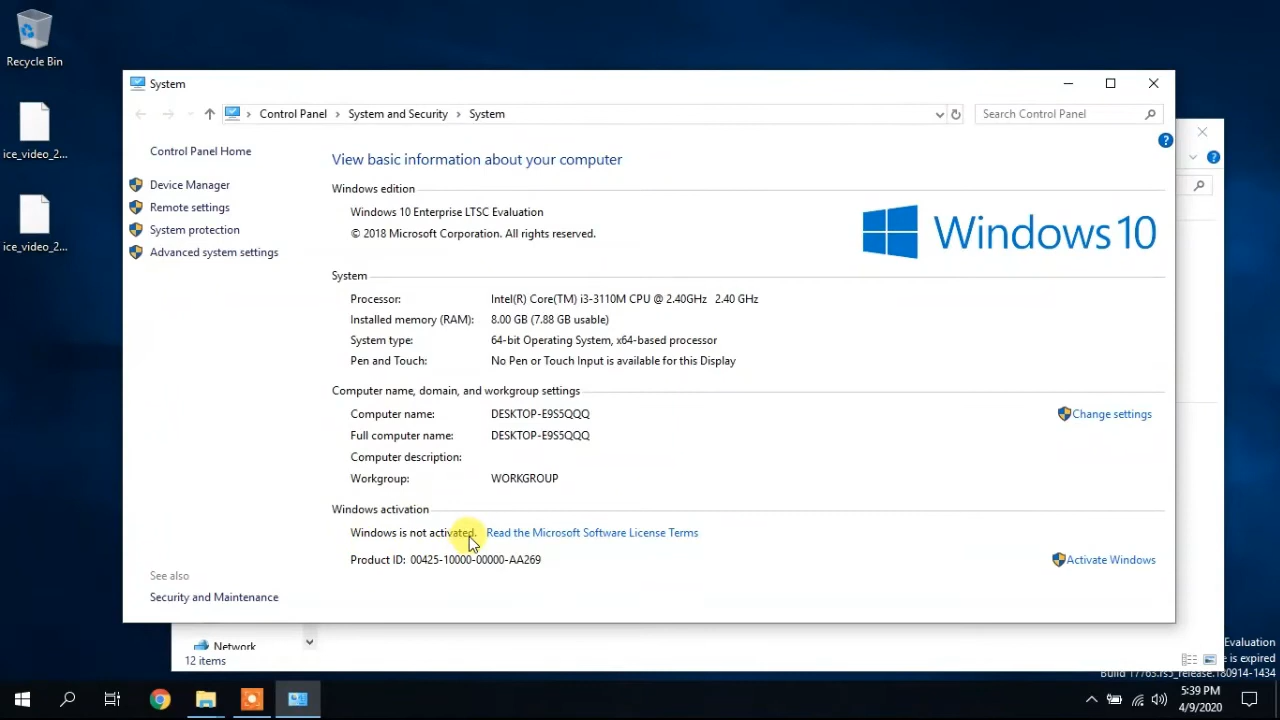 Recycle Bin
ice_video_2...
ice_video_2...
System
Control Panel > System and Security > System
Search Control Panel
Control Panel Home
Device Manager
Remote settings
System protection
Advanced system settings
See also
Security and Maintenance
View basic information about your computer
Windows edition
Windows 10 Enterprise LTSC Evaluation
© 2018 Microsoft Corporation. All rights reserved.
Windows 10
System
Processor: Intel(R) Core(TM) i3-3110M CPU @ 2.40GHz 2.40 GHz
Installed memory (RAM): 8.00 GB (7.88 GB usable)
System type: 64-bit Operating System, x64-based processor
Pen and Touch: No Pen or Touch Input is available for this Display
Computer name, domain, and workgroup settings
Computer name: DESKTOP-E9S5QQQ
Change settings
Full computer name: DESKTOP-E9S5QQQ
Computer description:
Workgroup: WORKGROUP
Windows activation
Windows is not activated. Read the Microsoft Software License Terms
Product ID: 00425-10000-00000-AA269
Activate Windows
Network
12 items
Evaluation
e is expired
Build 17763.rs5_release.180914-1434
5:39 PM
4/9/2020